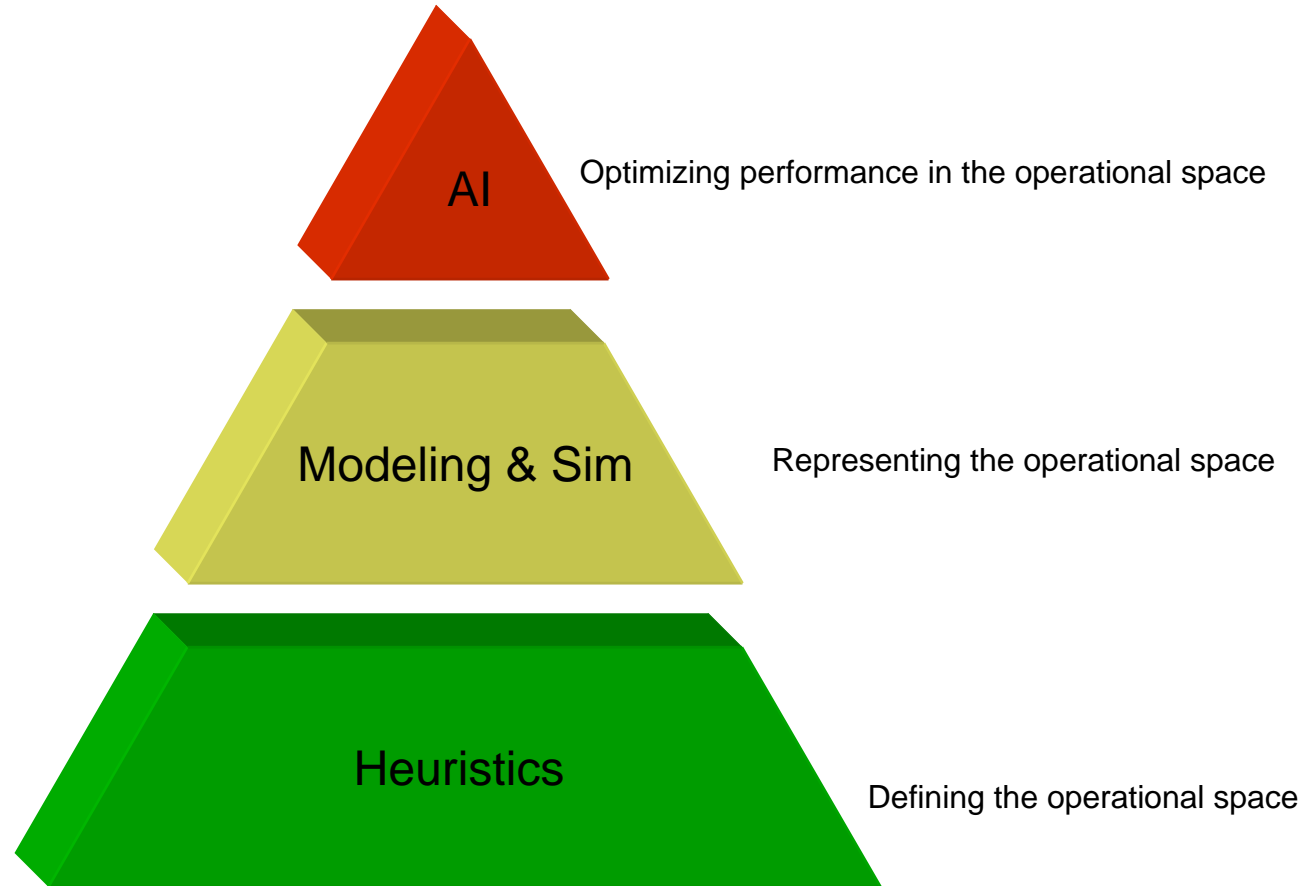 AI
Optimizing performance in the operational space
Modeling & Sim
Representing the operational space
Heuristics
Defining the operational space